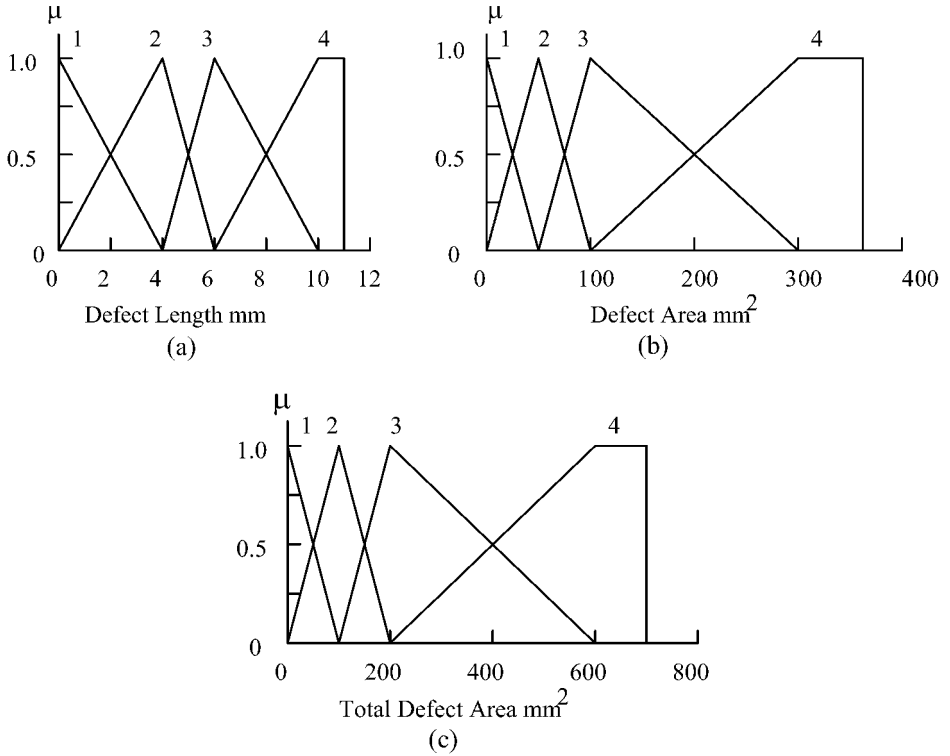 μ
1 2 3 4
1.0
0.5
0
0 2 4 6 8 10 12
Defect Length mm
(a)
μ
1 2 3 4
1.0
0.5
0
0 100 200 300 400
Defect Area mm²
(b)
μ
1 2 3 4
1.0
0.5
0
0 200 400 600 800
Total Defect Area mm²
(c)